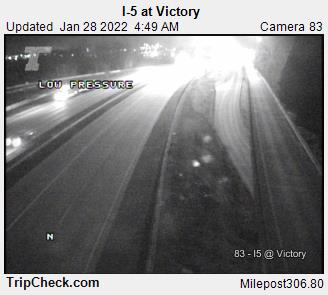 I-5 at Victory
Updated Jan 28 2022 4:49 AM Camera 83
LOW PRESSURE
N
83 - I5 @ Victory
TripCheck.com Milepost306.80